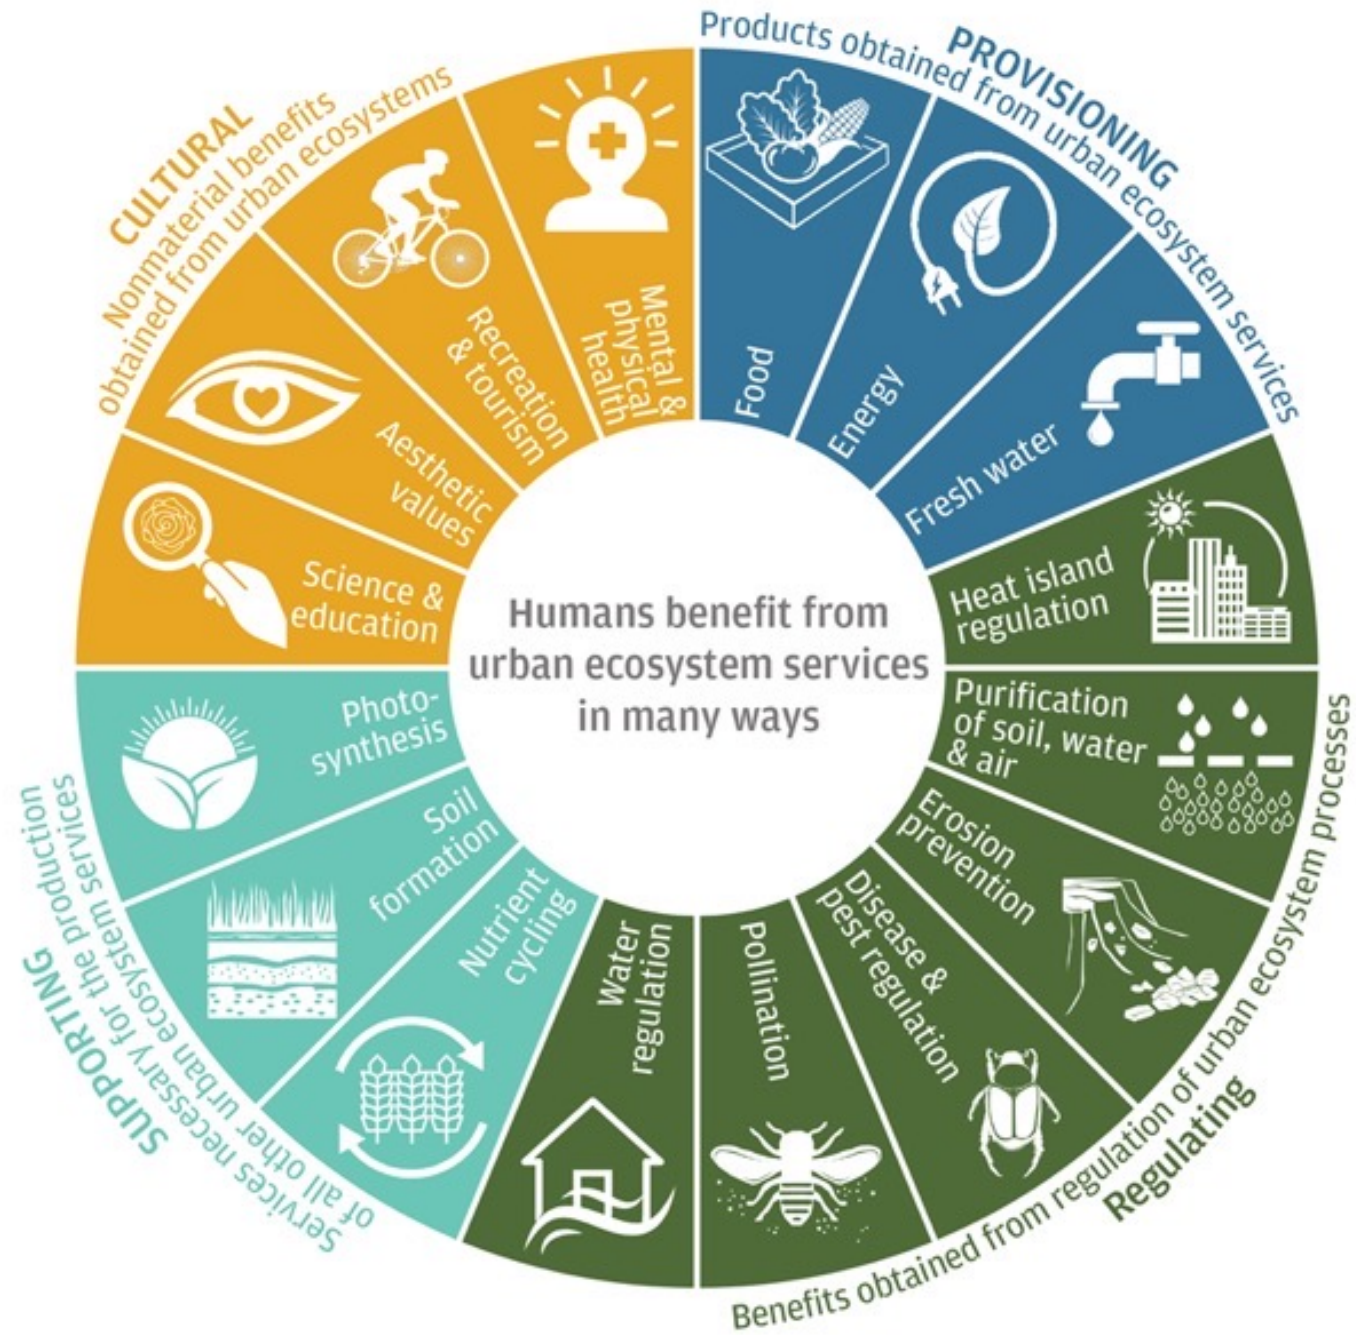 Humans benefit from
urban ecosystem services
in many ways
PROVISIONING
Products obtained from urban ecosystem services
Food
Energy
Fresh water
Regulating
Benefits obtained from regulation of urban ecosystem processes
Heat island
regulation
Purification
of soil, water
& air
Erosion
prevention
Disease &
pest regulation
Pollination
Water
regulation
SUPPORTING
Services necessary for the production
of all other urban ecosystem services
Nutrient
cycling
Soil
formation
Photo-
synthesis
CULTURAL
Nonmaterial benefits
obtained from urban ecosystems
Science &
education
Aesthetic
values
Recreation
& tourism
Mental &
physical
health